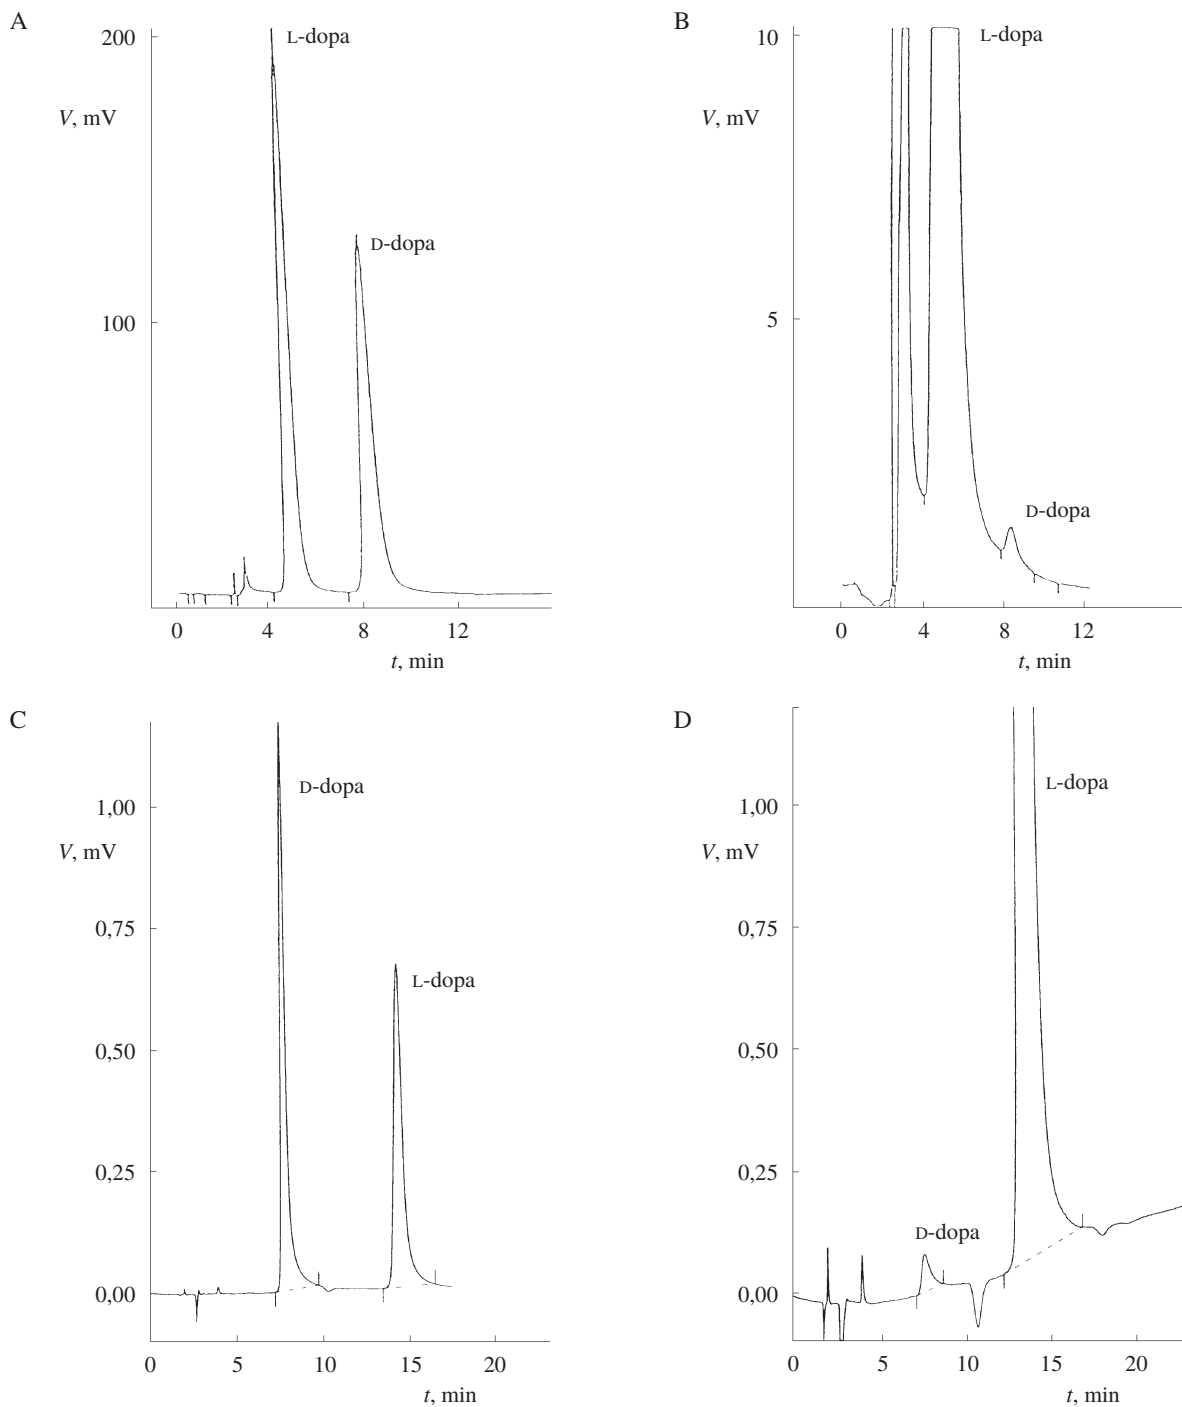 A
200
L-dopa
V, mV
D-dopa
100
0 4 8 12
t, min
B
10
L-dopa
V, mV
5
D-dopa
0 4 8 12
t, min
C
D-dopa
1,00
V, mV
0,75
L-dopa
0,50
0,25
0,00
0 5 10 15 20
t, min
D
L-dopa
1,00
V, mV
0,75
0,50
0,25
D-dopa
0,00
0 5 10 15 20
t, min